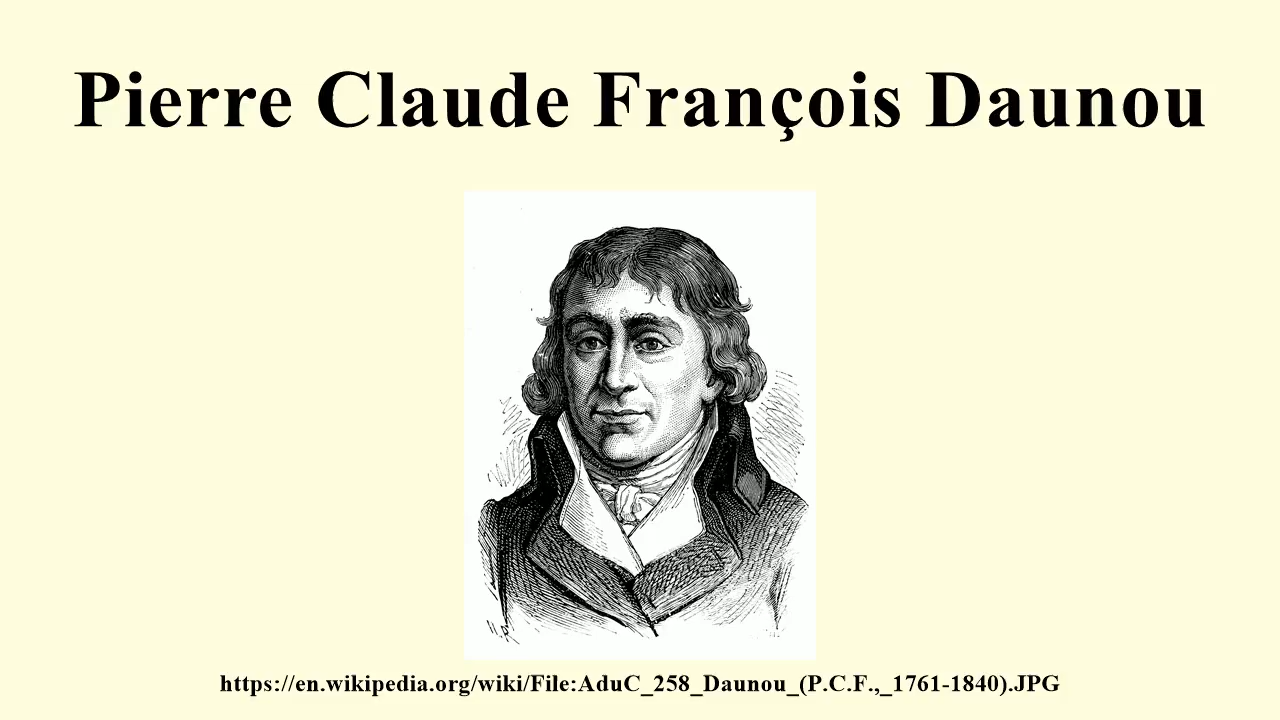 Pierre Claude François Daunou
https://en.wikipedia.org/wiki/File:AduC_258_Daunou_(P.C.F.,_1761-1840).JPG